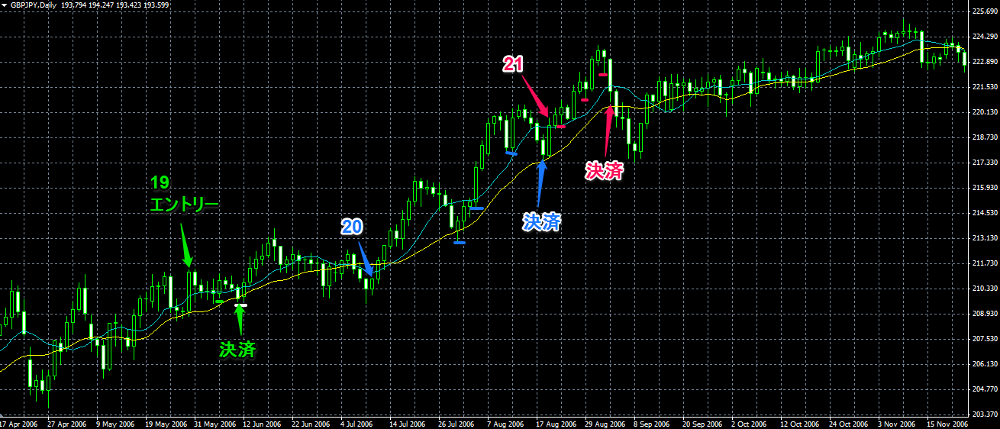 GBPJPY,Daily 193.794 194.247 193.423 193.599
225.690
224.290
222.890
221.530
220.130
218.730
217.330
215.930
214.530
213.130
211.730
210.330
208.930
207.530
206.130
204.770
203.370
21
決済
19
エントリー
20
決済
決済
17 Apr 2006
27 Apr 2006
9 May 2006
19 May 2006
31 May 2006
12 Jun 2006
22 Jun 2006
4 Jul 2006
14 Jul 2006
26 Jul 2006
7 Aug 2006
17 Aug 2006
29 Aug 2006
8 Sep 2006
20 Sep 2006
2 Oct 2006
12 Oct 2006
24 Oct 2006
3 Nov 2006
15 Nov 2006